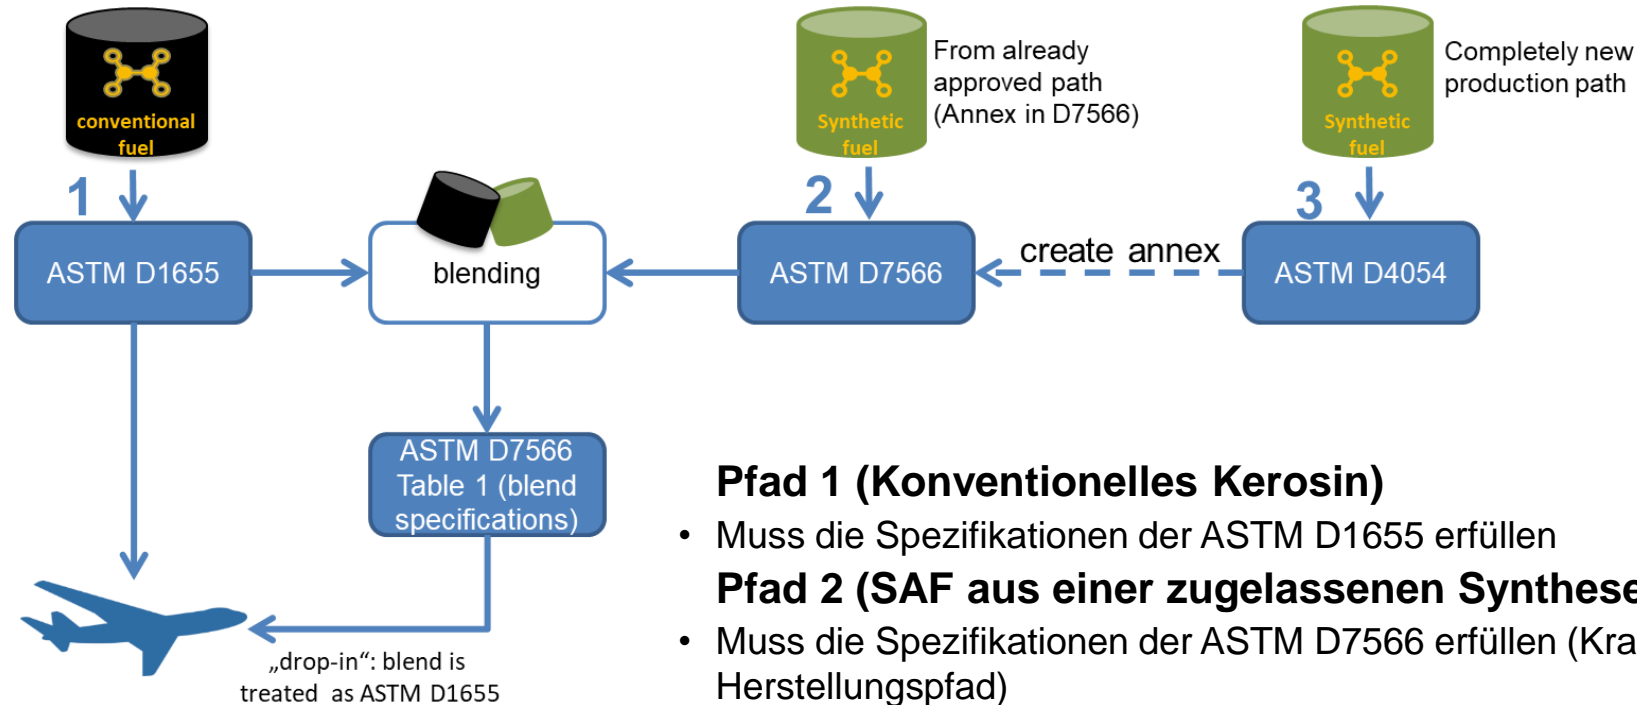 conventional
fuel
1
ASTM D1655
blending
Synthetic
fuel
From already
approved path
(Annex in D7566)
2
ASTM D7566
create annex
Synthetic
fuel
Completely new
production path
3
ASTM D4054
ASTM D7566
Table 1 (blend
specifications)
„drop-in“: blend is
treated as ASTM D1655
Pfad 1 (Konventionelles Kerosin)
• Muss die Spezifikationen der ASTM D1655 erfüllen
Pfad 2 (SAF aus einer zugelassenen Synthese
• Muss die Spezifikationen der ASTM D7566 erfüllen (Kra
Herstellungspfad)